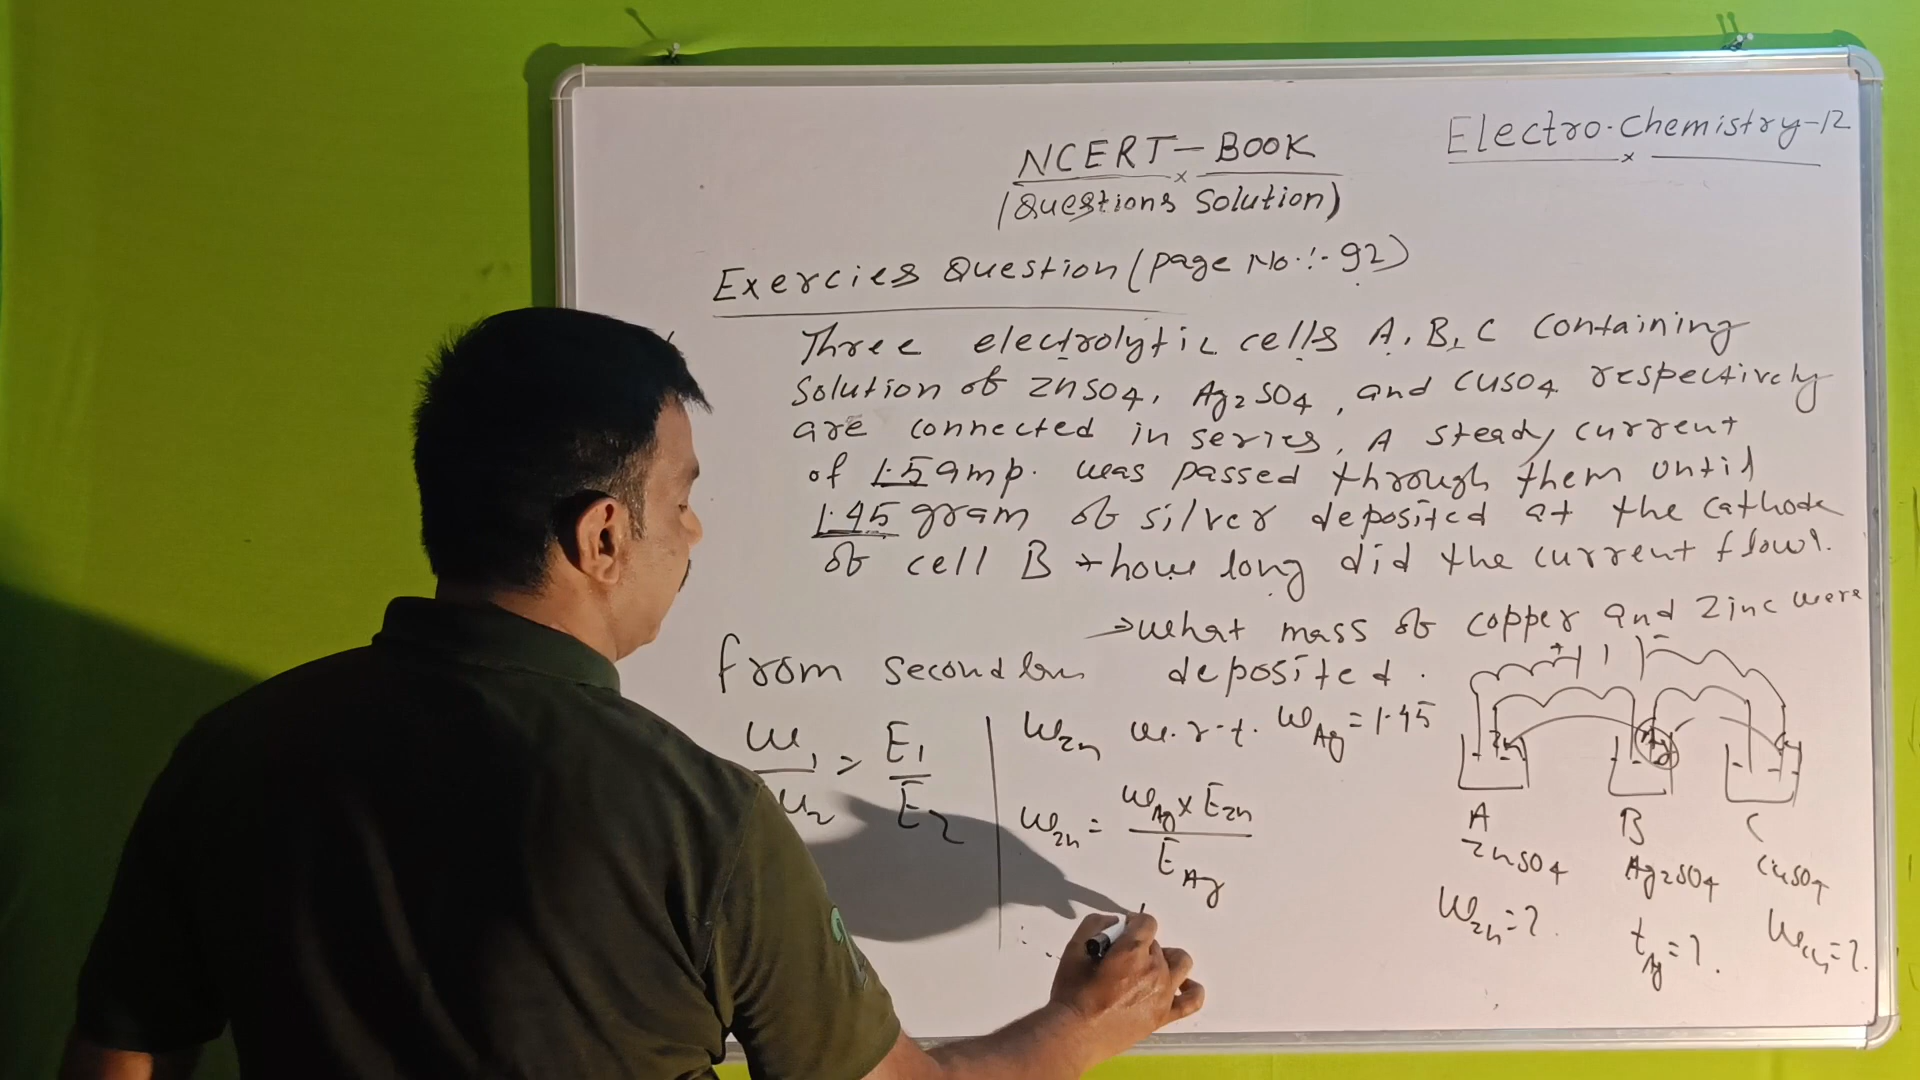 Electro.Chemistry-12
NCERT-BOOK
(Questions Solution)
Exercies Question (page No.:-92)
Three electrolytic cells A, B, C containing
Solution of ZnSO4, Ag2SO4, and CuSO4 respectively
are connected in series, A steady current
of 1.5 amp. was passed through them until
1.45 gram of silver deposited at the cathode
of cell B → how long did the current flow?
→ what mass of copper and zinc were
deposited.
from second law
W1/W2 = E1/E2
WZn w.r.t. WAg = 1.45
WZn = WAg x EZn / EAg
+ -
Zn Ag Cu
A B C
ZnSO4 Ag2SO4 CuSO4
WZn=? tAg=? WCu=?